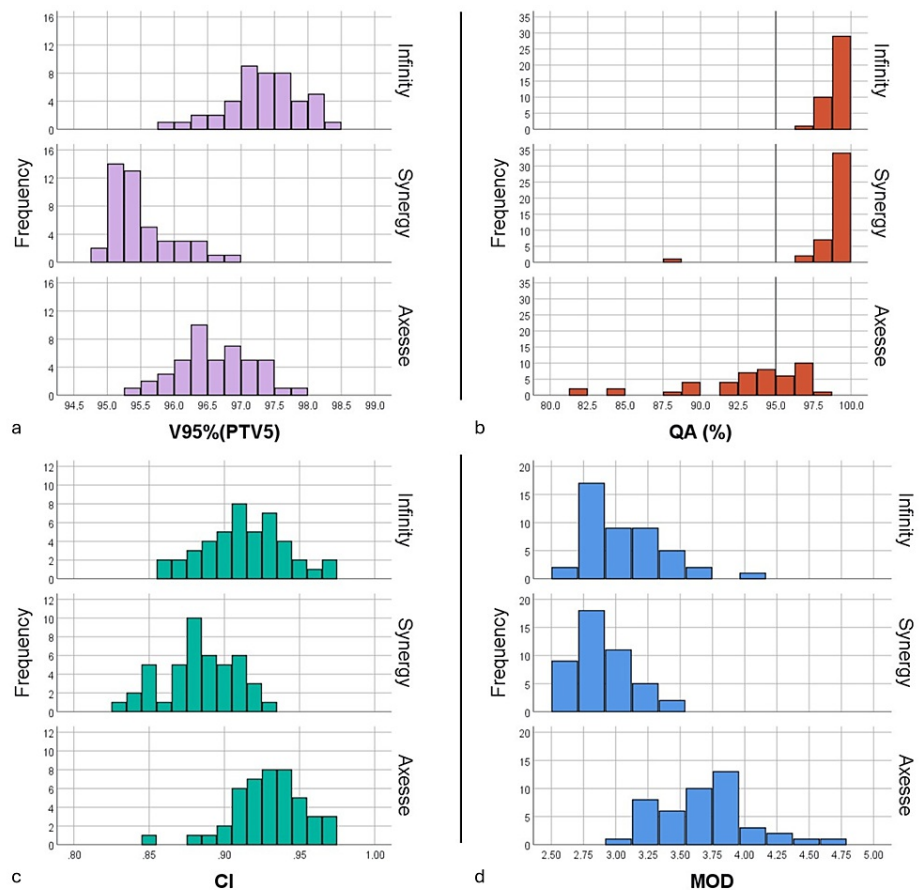 16
12
8
4
0
Infinity
16
12
8
4
0
Synergy
Frequency
16
12
8
4
0
Axesse
94,5 95.0 95.5 96.0 96.5 97.0 97.5 98.0 98.5 99.0
a
V95%(PTV5)
35
30
25
20
15
10
5
0
Infinity
35
30
25
20
15
10
5
0
Synergy
Frequency
35
30
25
20
15
10
5
0
Axesse
80.0 82.5 85.0 87.5 90.0 92.5 95.0 97.5 100.0
b
QA (%)
12
10
8
6
4
2
0
Infinity
12
10
8
6
4
2
0
Synergy
Frequency
12
10
8
6
4
2
0
Axesse
.80 .85 .90 .95 1.00
c
CI
20
15
10
5
0
Infinity
20
15
10
5
0
Synergy
Frequency
20
15
10
5
0
Axesse
2.50 2.75 3.00 3.25 3.50 3.75 4.00 4.25 4.50 4.75 5.00
d
MOD